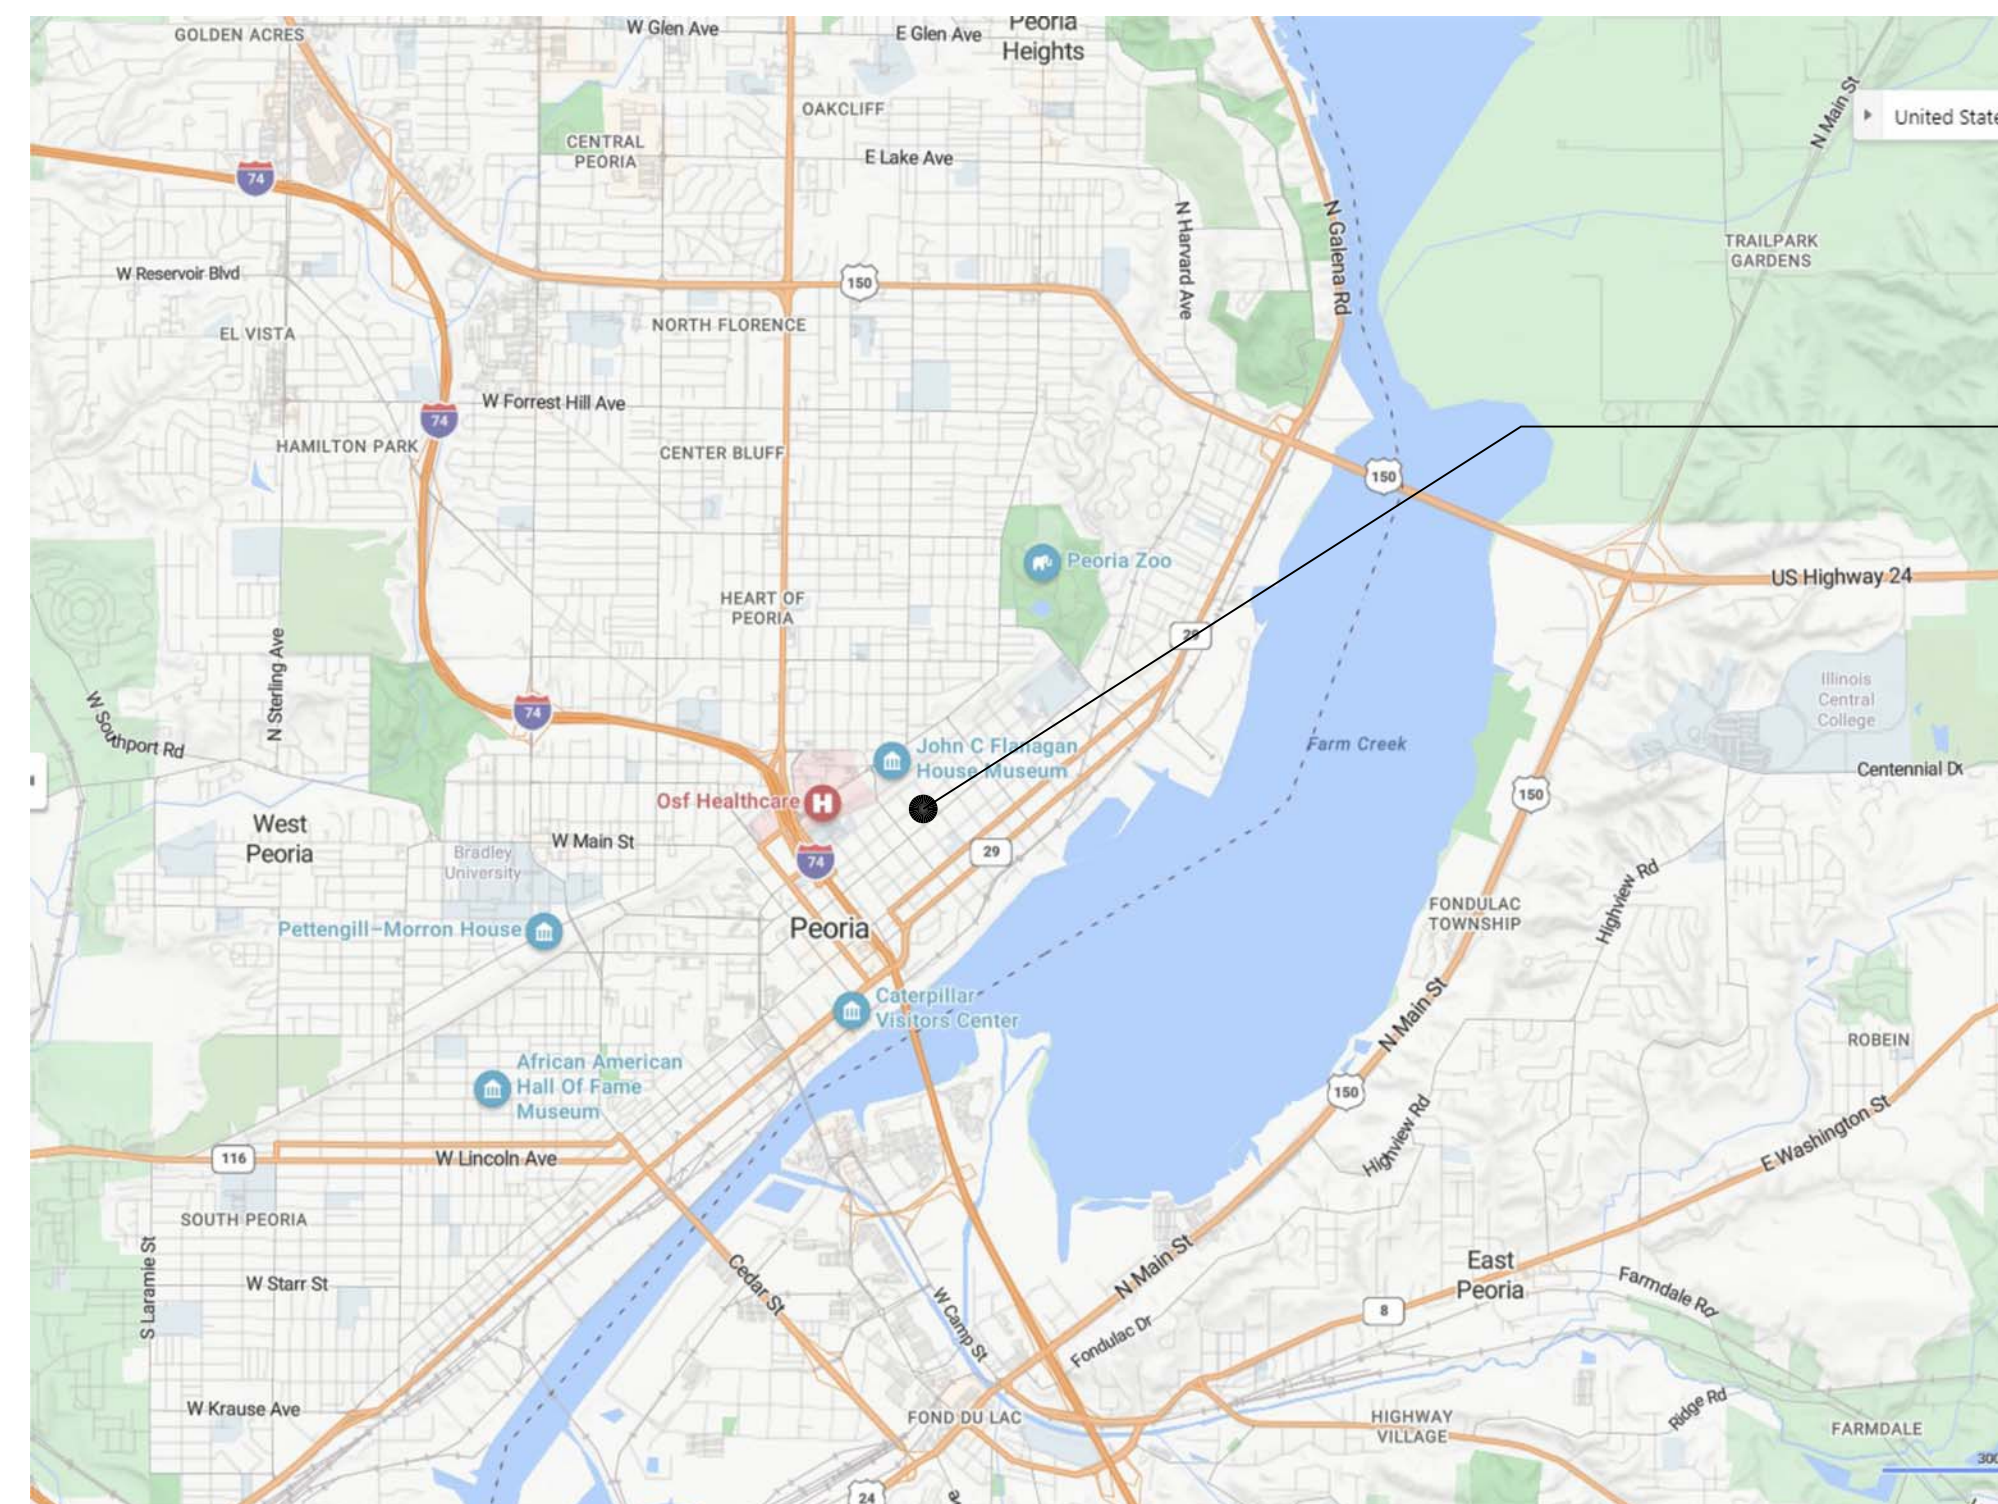 GOLDEN ACRES
W Glen Ave
E Glen Ave
Peoria
Heights
OAKCLIFF
CENTRAL
PEORIA
E Lake Ave
N Main St
United State
74
N Harvard Ave
N Galena Rd
TRAILPARK
GARDENS
W Reservoir Blvd
150
EL VISTA
NORTH FLORENCE
W Forrest Hill Ave
74
HAMILTON PARK
CENTER BLUFF
150
Peoria Zoo
US Highway 24
HEART OF
PEORIA
29
N Sterling Ave
W Southport Rd
74
Illinois
Central
College
John C Flanagan
House Museum
Farm Creek
Centennial Dr
Osf Healthcare
H
150
West
Peoria
W Main St
Bradley
University
74
29
Highview Rd
FONDULAC
TOWNSHIP
Pettengill-Morron House
Peoria
Caterpillar
Visitors Center
N Main St
ROBEIN
African American
Hall Of Fame
Museum
150
Highview Rd
E Washington St
116
W Lincoln Ave
SOUTH PEORIA
S Laramie St
W Starr St
Cedar St
W Camp St
N Main St
East
Peoria
Farmdale Rd
8
Fondulac Dr
W Krause Ave
FOND DU LAC
HIGHWAY
VILLAGE
Ridge Rd
FARMDALE
300
24